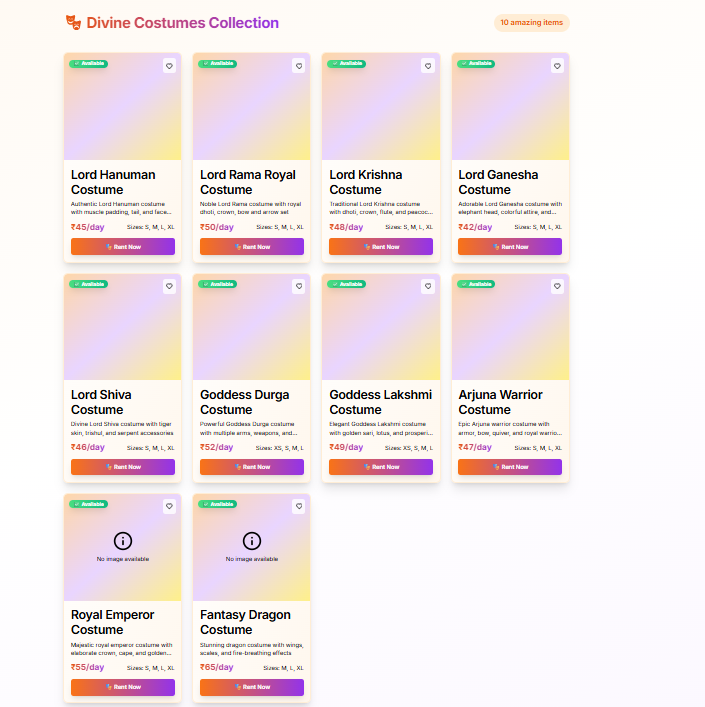 🎭 Divine Costumes Collection
10 amazing items
✅ Available
✅ Available
✅ Available
✅ Available
Lord Hanuman
Costume
Authentic Lord Hanuman costume
with muscle padding, tail, and face...
₹45/day
Sizes: S, M, L, XL
Rent Now
Lord Rama Royal
Costume
Noble Lord Rama costume with royal
dhoti, crown, bow and arrow set
₹50/day
Sizes: S, M, L, XL
Rent Now
Lord Krishna
Costume
Traditional Lord Krishna costume
with dhoti, crown, flute, and peacoc...
₹48/day
Sizes: S, M, L, XL
Rent Now
Lord Ganesha
Costume
Adorable Lord Ganesha costume with
elephant head, colorful attire, and...
₹42/day
Sizes: S, M, L, XL
Rent Now
✅ Available
✅ Available
✅ Available
✅ Available
Lord Shiva
Costume
Divine Lord Shiva costume with tiger
skin, trishul, and serpent accessories
₹46/day
Sizes: S, M, L, XL
Rent Now
Goddess Durga
Costume
Powerful Goddess Durga costume
with multiple arms, weapons, and...
₹52/day
Sizes: XS, S, M, L
Rent Now
Goddess Lakshmi
Costume
Elegant Goddess Lakshmi costume
with golden sari, lotus, and prosperi...
₹49/day
Sizes: XS, S, M, L
Rent Now
Arjuna Warrior
Costume
Epic Arjuna warrior costume with
armor, bow, quiver, and royal warrio...
₹47/day
Sizes: S, M, L, XL
Rent Now
✅ Available
✅ Available
No image available
No image available
Royal Emperor
Costume
Majestic royal emperor costume with
elaborate crown, cape, and golden...
₹55/day
Sizes: S, M, L, XL
Rent Now
Fantasy Dragon
Costume
Stunning dragon costume with wings,
scales, and fire-breathing effects
₹65/day
Sizes: M, L, XL
Rent Now